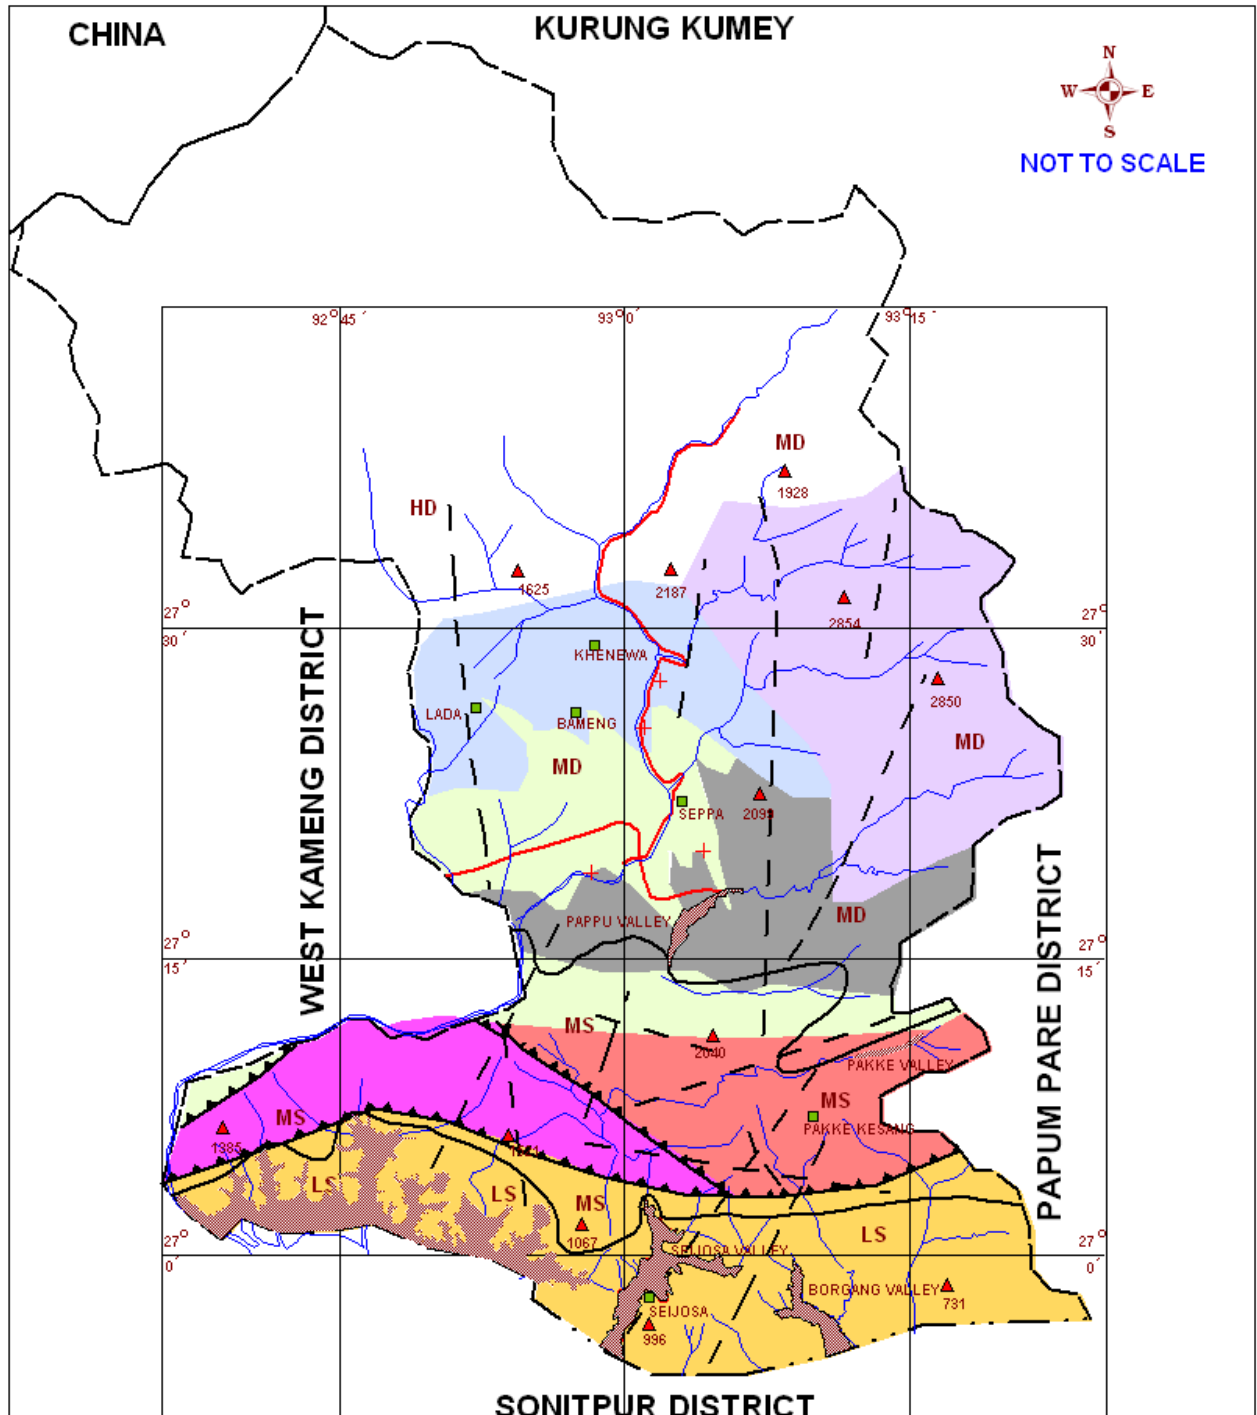 CHINA
KURUNG KUMEY
N
W E
S
NOT TO SCALE
92° 45´
93° 0´
93° 15´
MD
1928
HD
1625
2187
2854
27° 30´
27° 30´
KHENEWA
2850
LADA
BAMENG
MD
MD
SEPPA
2099
WEST KAMENG DISTRICT
PAPPU VALLEY
MD
27° 15´
27° 15´
MS
2040
PAKKE VALLEY
PAPUM PARE DISTRICT
MS
MS
PAKKE KESANG
1385
LS
LS
MS
1067
LS
27° 0´
27° 0´
SEIJOSA VALLEY
BORGANG VALLEY
731
SEIJOSA
996
SONITPUR DISTRICT